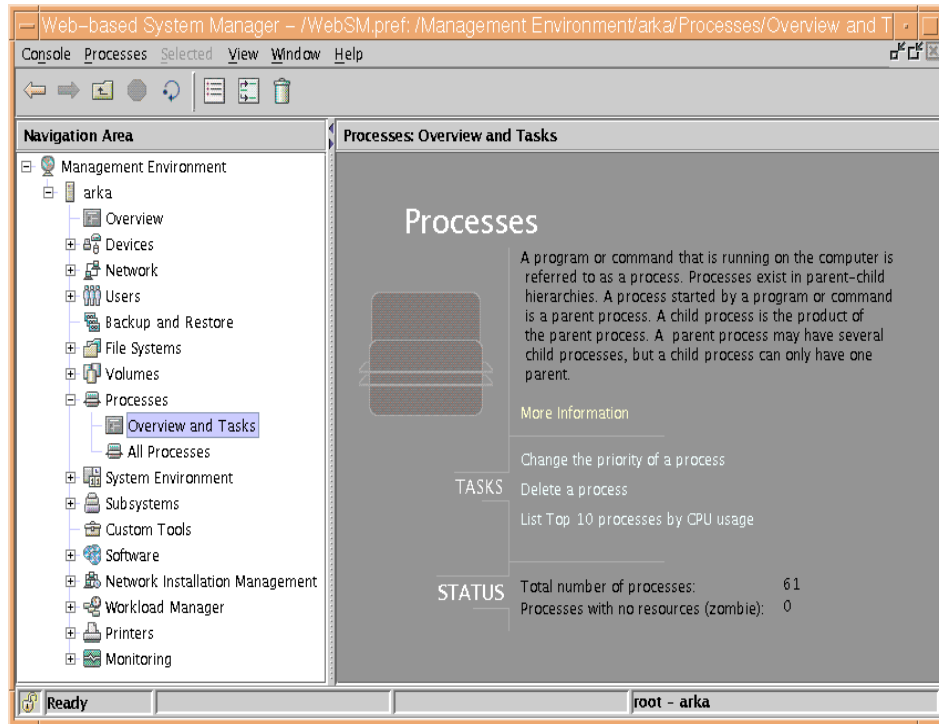 Web-based System Manager - /WebSM.pref: /Management Environment/arka/Processes/Overview and T
Console Processes Selected View Window Help
Navigation Area
Management Environment
arka
Overview
Devices
Network
Users
Backup and Restore
File Systems
Volumes
Processes
Overview and Tasks
All Processes
System Environment
Subsystems
Custom Tools
Software
Network Installation Management
Workload Manager
Printers
Monitoring
Processes: Overview and Tasks
Processes
A program or command that is running on the computer is
referred to as a process. Processes exist in parent-child
hierarchies. A process started by a program or command
is a parent process. A child process is the product of
the parent process. A parent process may have several
child processes, but a child process can only have one
parent.
More Information
TASKS
Change the priority of a process
Delete a process
List Top 10 processes by CPU usage
STATUS
Total number of processes: 61
Processes with no resources (zombie): 0
Ready
root - arka